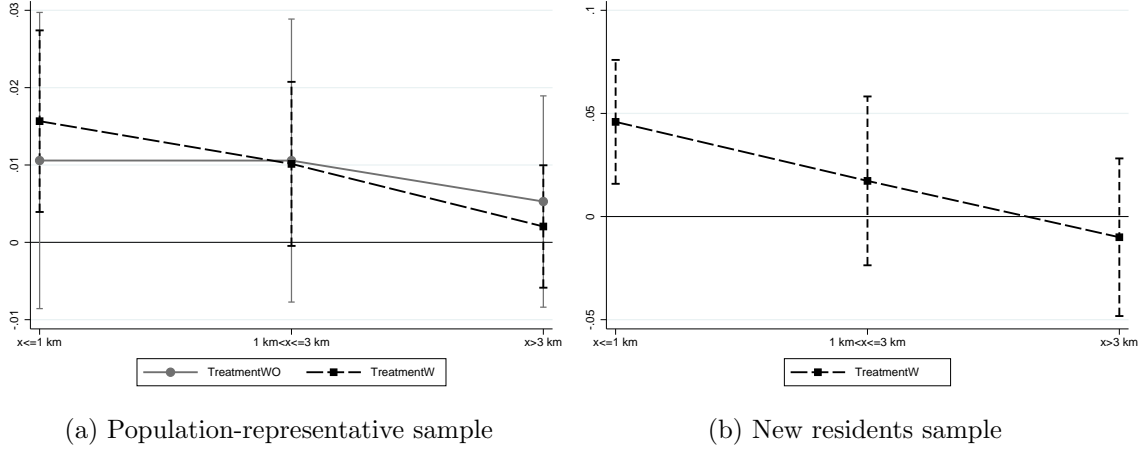 .03
.02
.01
0
-.01
x<=1 km
1 km<x<=3 km
x>3 km
TreatmentWO
TreatmentW
(a) Population-representative sample
.1
.05
0
-.05
x<=1 km
1 km<x<=3 km
x>3 km
TreatmentW
(b) New residents sample